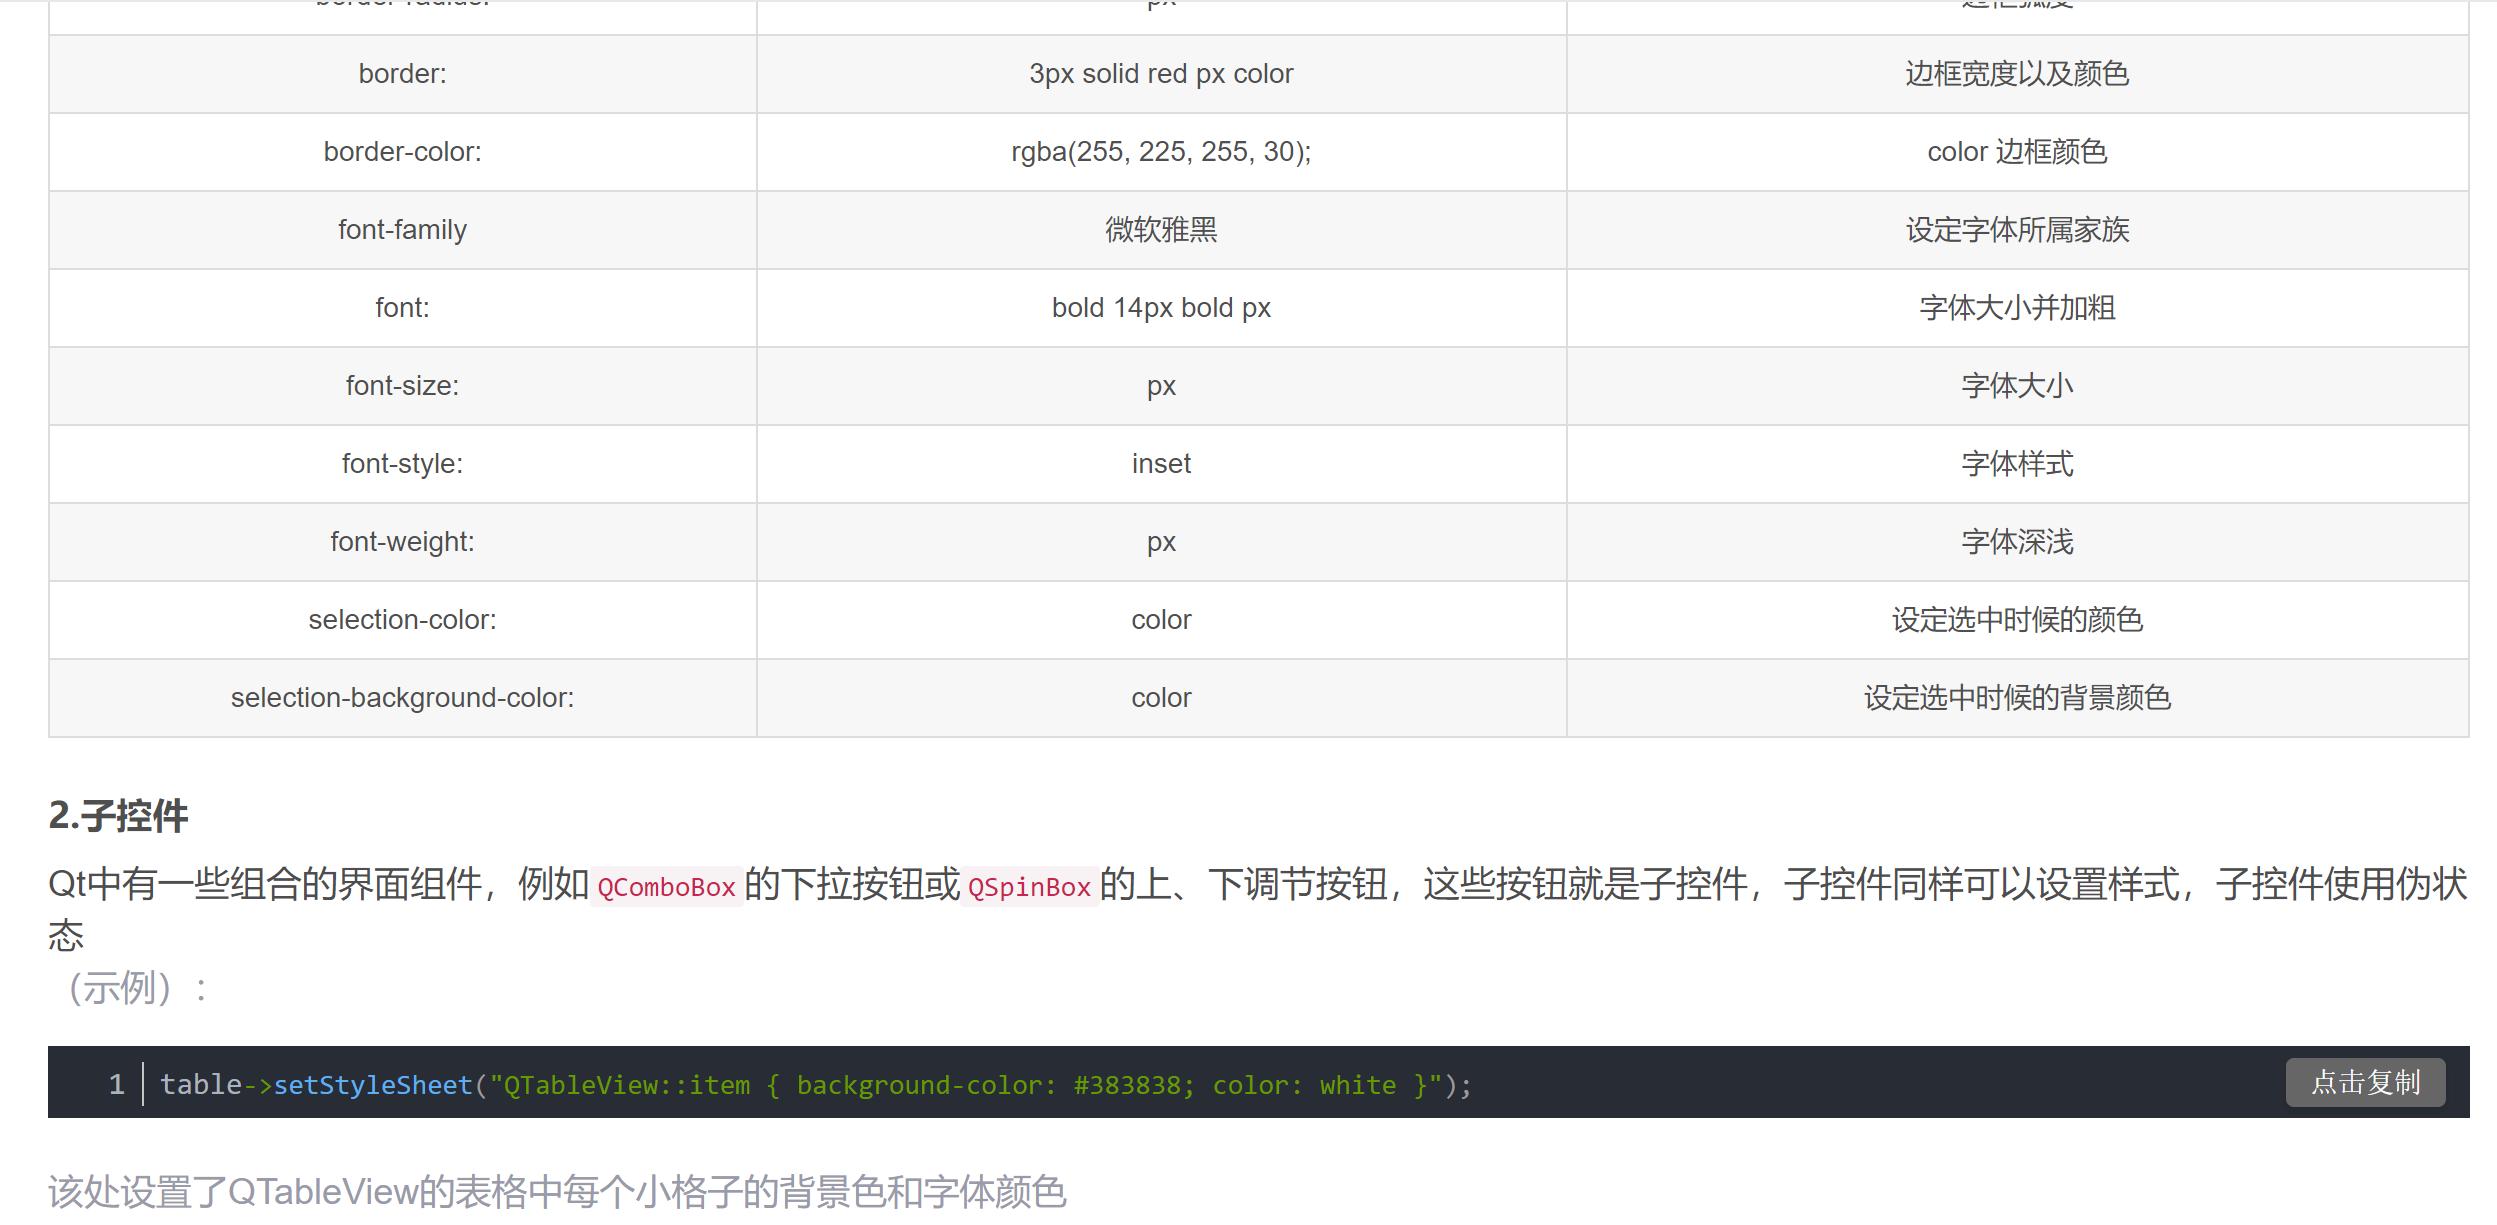 border-radius: px 边框弧度
border: 3px solid red px color 边框宽度以及颜色
border-color: rgba(255, 225, 255, 30); color 边框颜色
font-family 微软雅黑 设定字体所属家族
font: bold 14px bold px 字体大小并加粗
font-size: px 字体大小
font-style: inset 字体样式
font-weight: px 字体深浅
selection-color: color 设定选中时候的颜色
selection-background-color: color 设定选中时候的背景颜色
2.子控件
Qt中有一些组合的界面组件，例如QComboBox的下拉按钮或QSpinBox的上、下调节按钮，这些按钮就是子控件，子控件同样可以设置样式，子控件使用伪状
态
（示例）：
1 table->setStyleSheet("QTableView::item { background-color: #383838; color: white }"); 点击复制
该处设置了QTableView的表格中每个小格子的背景色和字体颜色